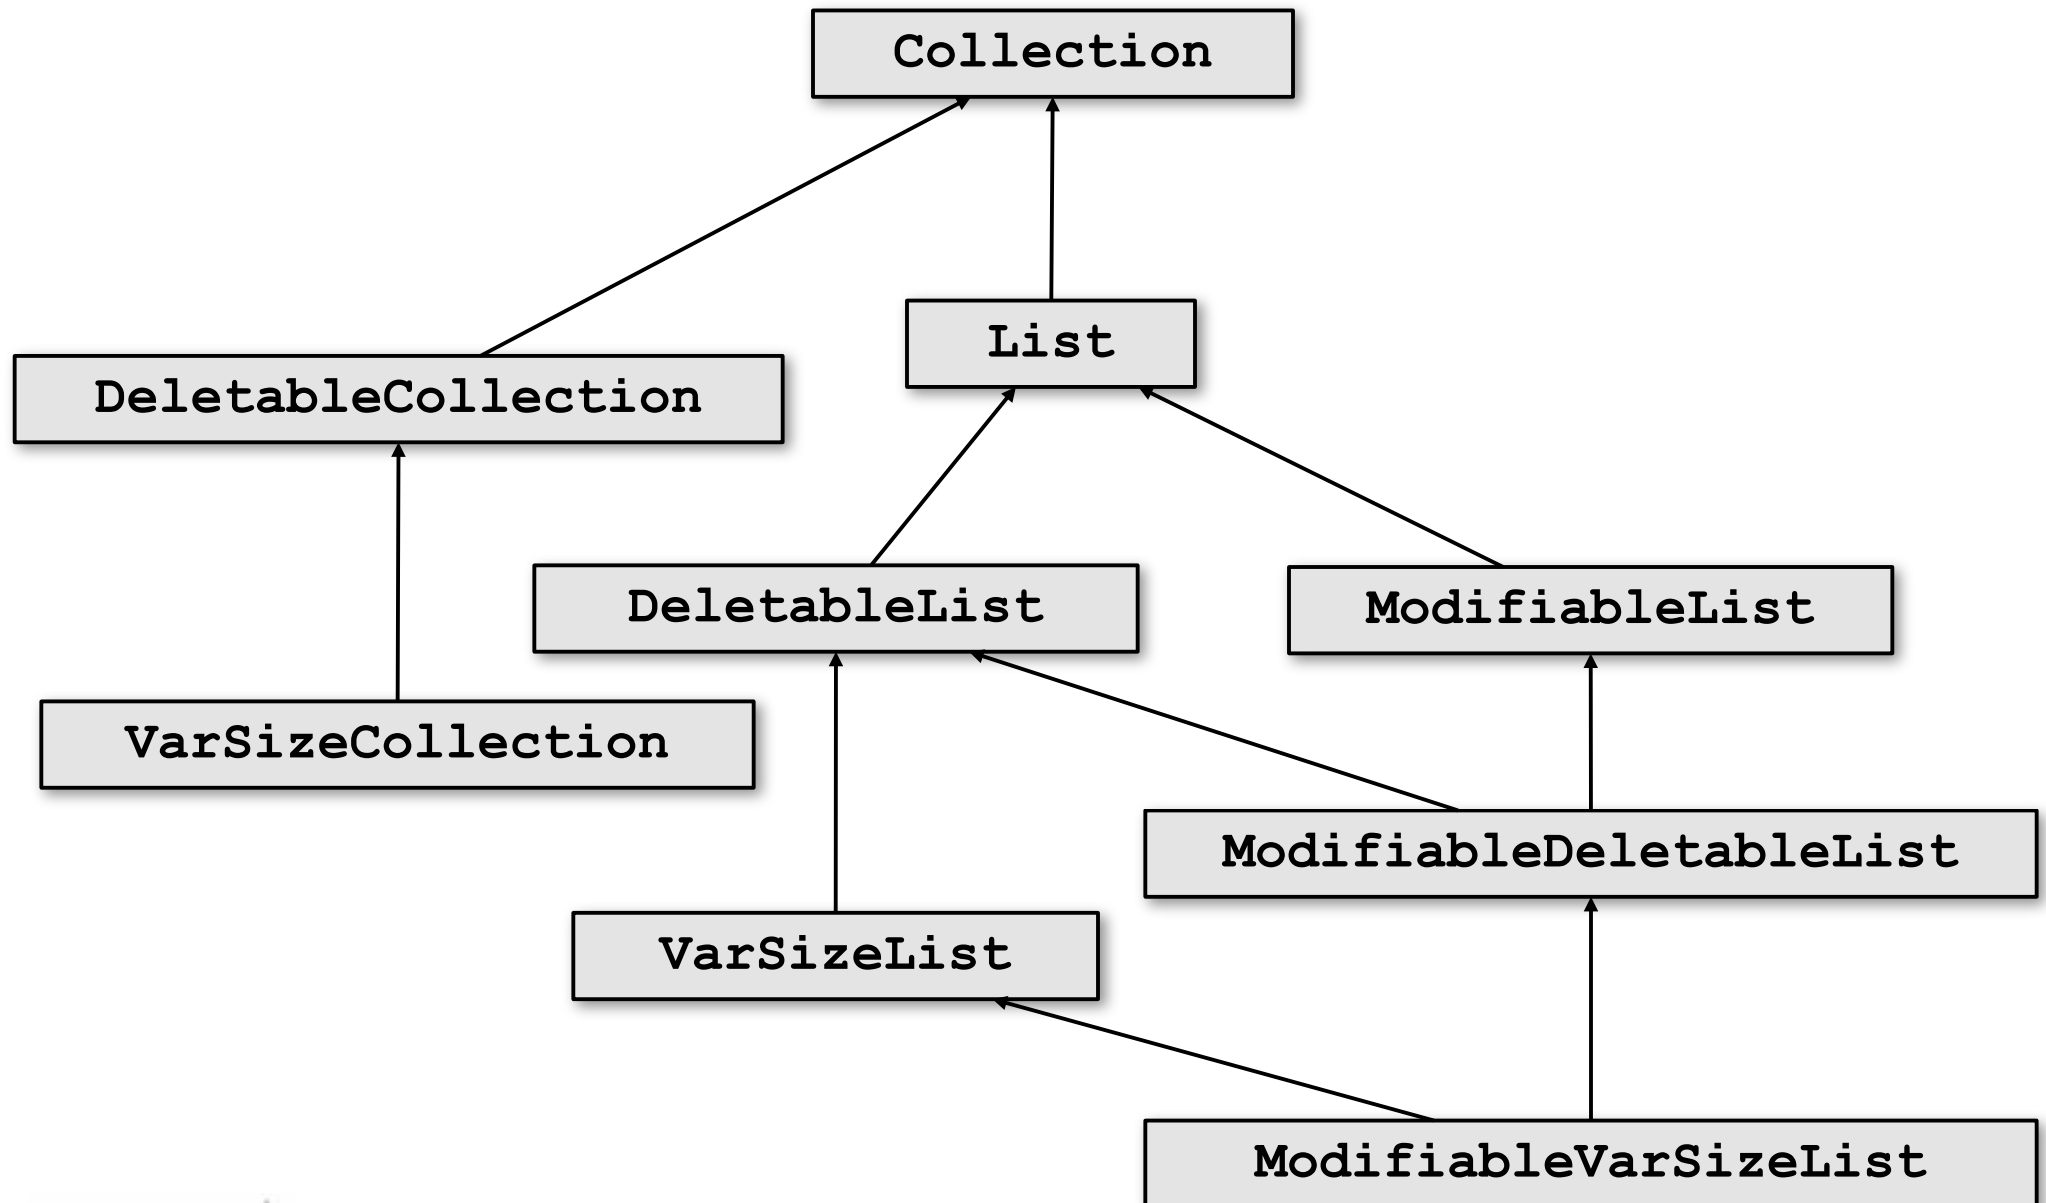 Collection
List
DeletableCollection
DeletableList
ModifiableList
VarSizeCollection
ModifiableDeletableList
VarSizeList
ModifiableVarSizeList